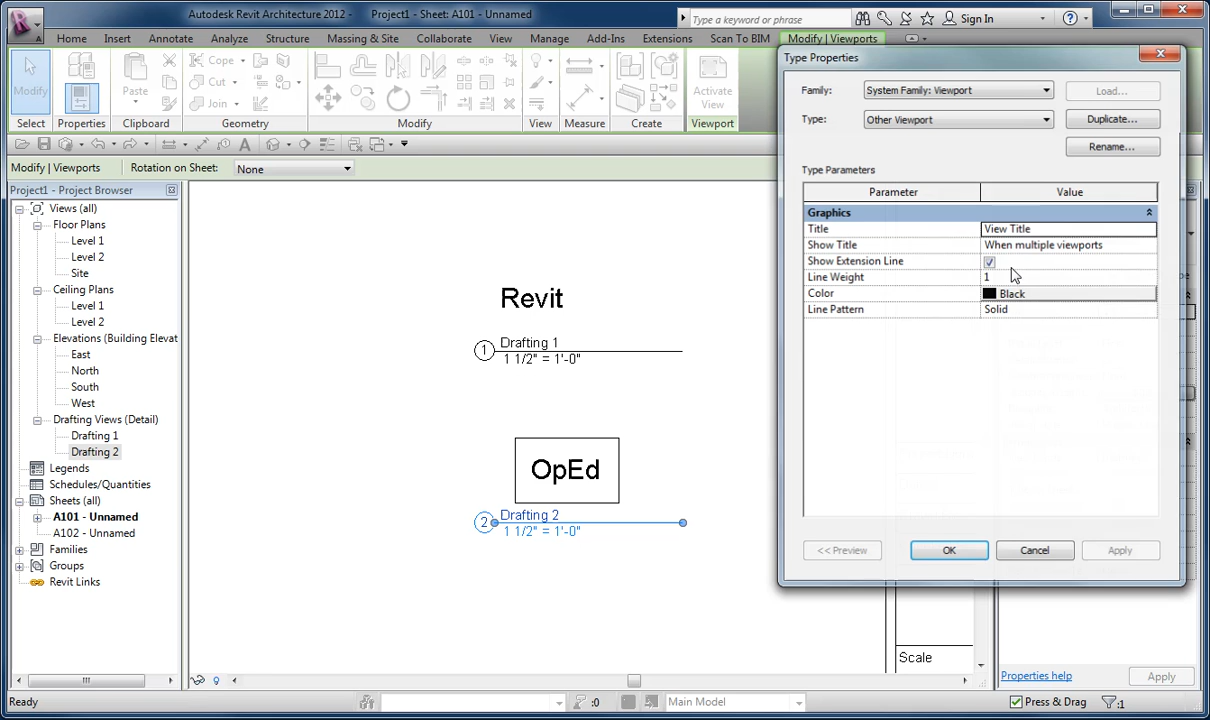 Autodesk Revit Architecture 2012 - Project1 - Sheet: A101 - Unnamed
Type a keyword or phrase
Sign In
Home Insert Annotate Analyze Structure Massing & Site Collaborate View Manage Add-Ins Extensions Scan To BIM Modify | Viewports
Modify
Paste
Cope
Cut
Join
Activate View
Select Properties Clipboard Geometry Modify View Measure Create Viewport
Modify | Viewports
Rotation on Sheet:
None
Project1 - Project Browser
Views (all)
Floor Plans
Level 1
Level 2
Site
Ceiling Plans
Level 1
Level 2
Elevations (Building Elevat
East
North
South
West
Drafting Views (Detail)
Drafting 1
Drafting 2
Legends
Schedules/Quantities
Sheets (all)
A101 - Unnamed
A102 - Unnamed
Families
Groups
Revit Links
Revit
1
Drafting 1
1 1/2" = 1'-0"
OpEd
2
Drafting 2
1 1/2" = 1'-0"
Scale
Type Properties
Family:
System Family: Viewport
Load...
Type:
Other Viewport
Duplicate...
Rename...
Type Parameters
Parameter Value
Graphics
Title View Title
Show Title When multiple viewports
Show Extension Line
Line Weight 1
Color Black
Line Pattern Solid
<< Preview
OK
Cancel
Apply
Properties help
Apply
Ready
:0
Main Model
Press & Drag
:1